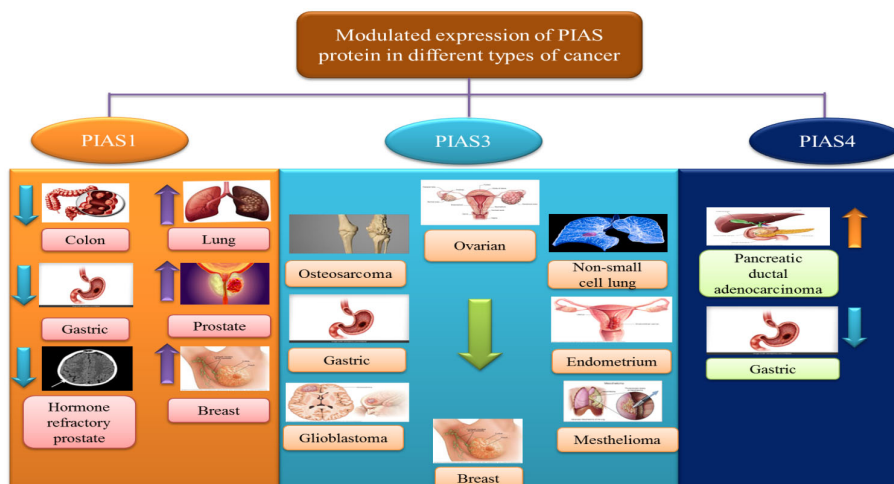 Modulated expression of PIAS
protein in different types of cancer
PIAS1
PIAS3
PIAS4
Colon
Lung
Gastric
Prostate
Hormone
refractory
prostate
Breast
Ovarian
Osteosarcoma
Non-small
cell lung
Gastric
Endometrium
Glioblastoma
Mesthelioma
Breast
Pancreatic
ductal
adenocarcinoma
Gastric